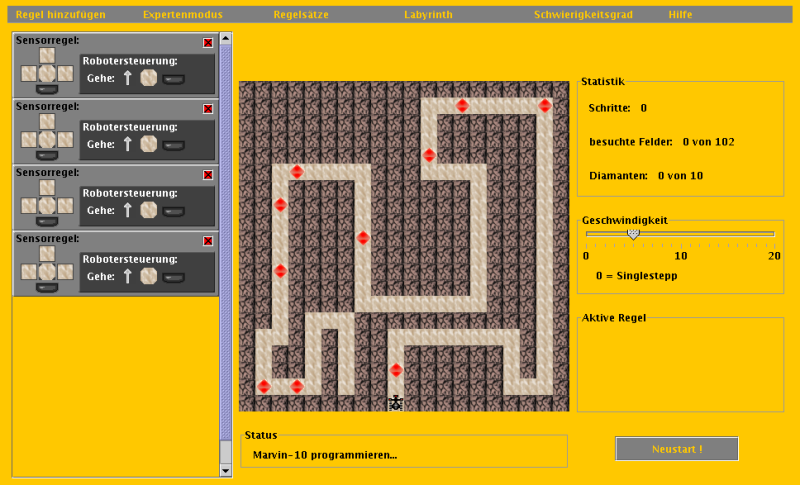 Regel hinzufügen Expertenmodus Regelsätze Labyrinth Schwierigkeitsgrad Hilfe
Sensorregel:
Robotersteuerung:
Gehe:
Sensorregel:
Robotersteuerung:
Gehe:
Sensorregel:
Robotersteuerung:
Gehe:
Sensorregel:
Robotersteuerung:
Gehe:
Statistik
Schritte: 0
besuchte Felder: 0 von 102
Diamanten: 0 von 10
Geschwindigkeit
0 10 20
0 = Singlestepp
Aktive Regel
Status
Marvin-10 programmieren...
Neustart !